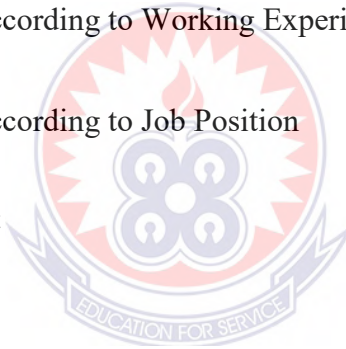 ccording to Working Experi
ccording to Job Position
EDUCATION FOR SERVICE